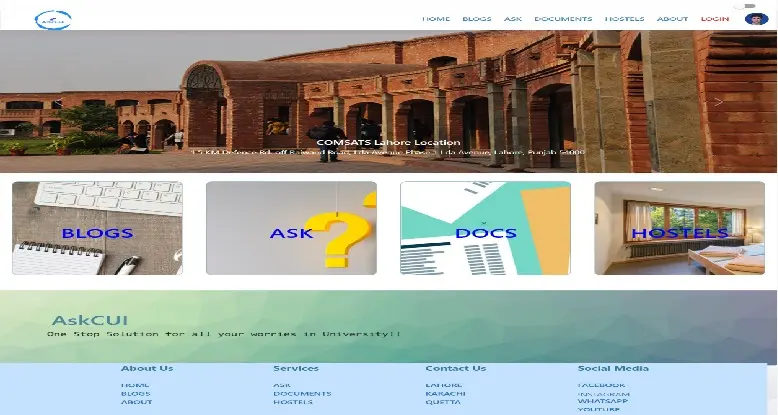 AskCUI
HOME BLOGS ASK DOCUMENTS HOSTELS ABOUT LOGIN
COMSATS Lahore Location
1.5 KM Defence Rd, off Raiwind Road, Lda Avenue Phase 1 Lda Avenue, Lahore, Punjab 54000
BLOGS ASK DOCS HOSTELS
AskCUI
One Stop Solution for all your worries in University!!
About Us Services Contact Us Social Media
HOME ASK LAHORE FACEBOOK
BLOGS DOCUMENTS KARACHI INSTAGRAM
ABOUT HOSTELS QUETTA WHATSAPP
YOUTUBE